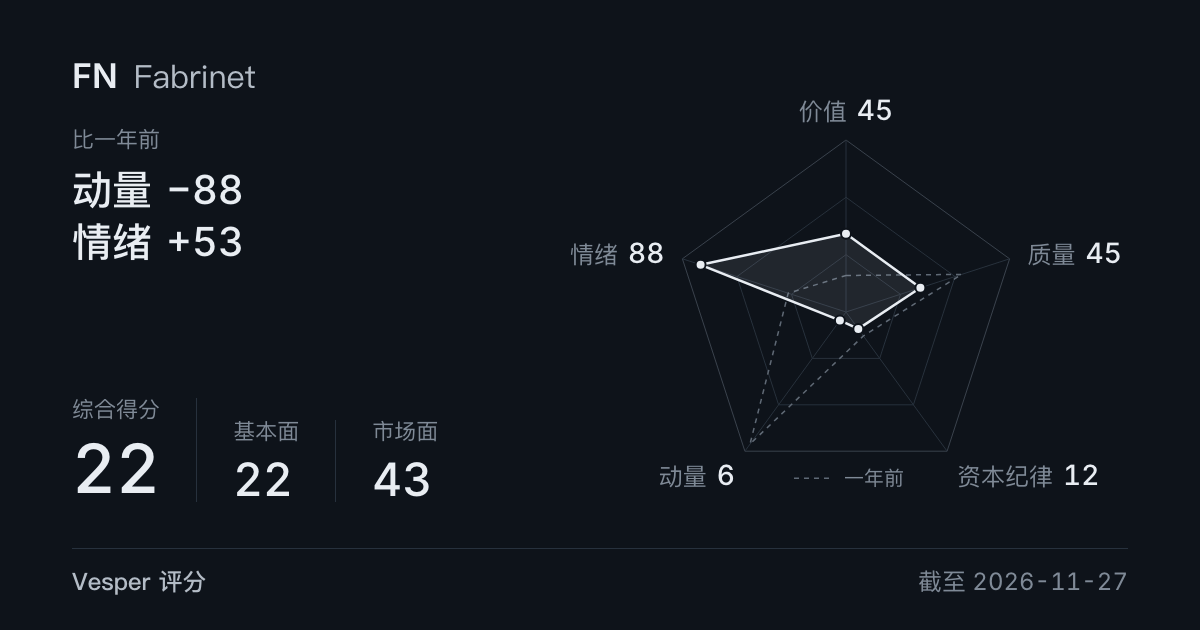 FN Fabrinet
比一年前
动量 −88
情绪 +53
综合得分
22
基本面
22
市场面
43
价值 45
质量 45
资本纪律 12
动量 6
情绪 88
一年前
Vesper 评分
截至 2026-11-27